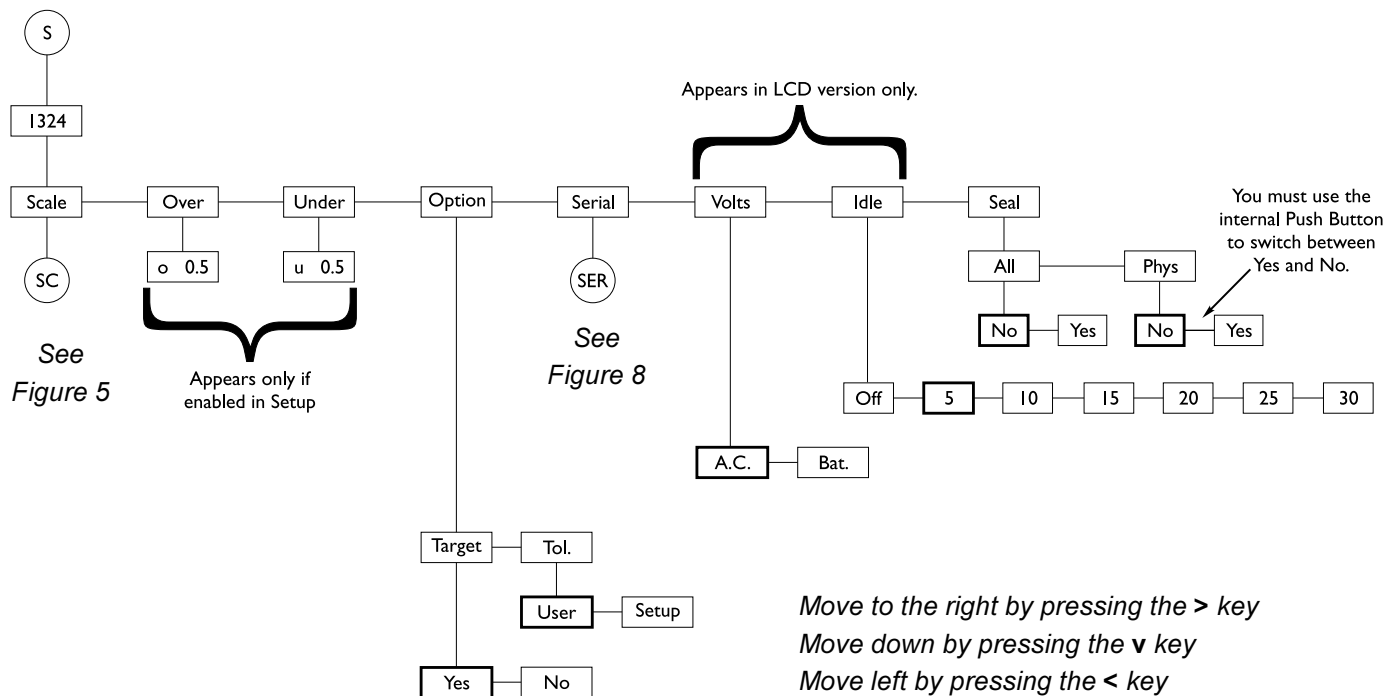 S
1324
Appears in LCD version only.
Scale
Over
Under
Option
Serial
Volts
Idle
Seal
You must use the
internal Push Button
to switch between
Yes and No.
SC
o 0.5
u 0.5
SER
All
Phys
No
Yes
No
Yes
See
Figure 5
Appears only if
enabled in Setup
See
Figure 8
Off
5
10
15
20
25
30
A.C.
Bat.
Target
Tol.
User
Setup
Yes
No
Move to the right by pressing the > key
Move down by pressing the v key
Move left by pressing the < key